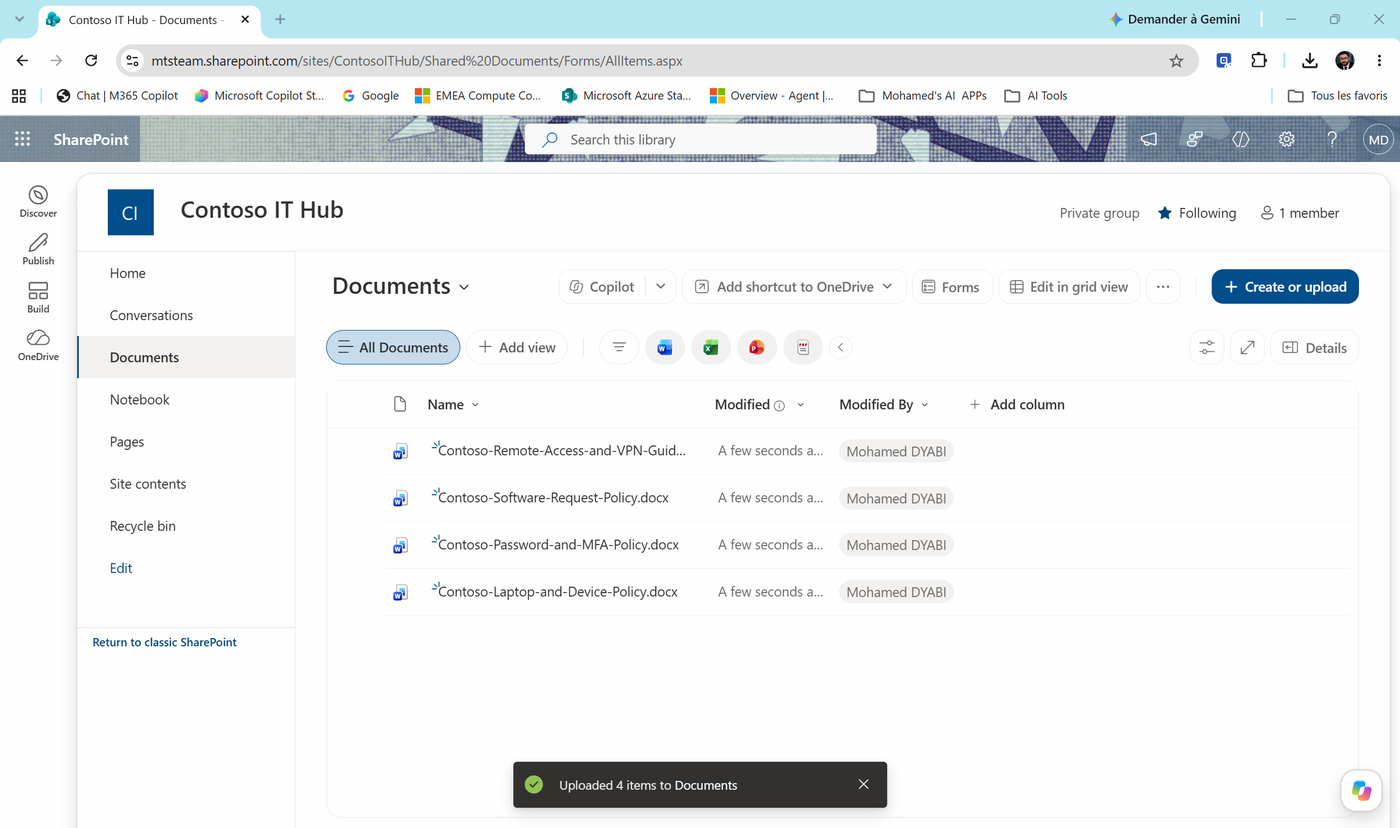 Contoso IT Hub - Documents -
Demander à Gemini
mtsteam.sharepoint.com/sites/ContosoITHub/Shared%20Documents/Forms/AllItems.aspx
Chat | M365 Copilot
Microsoft Copilot St...
Google
EMEA Compute Co...
Microsoft Azure Sta...
Overview - Agent |...
Mohamed's AI APPs
AI Tools
Tous les favoris
SharePoint
Search this library
MD
Discover
Publish
Build
OneDrive
CI
Contoso IT Hub
Private group
Following
1 member
Home
Conversations
Documents
Notebook
Pages
Site contents
Recycle bin
Edit
Return to classic SharePoint
Documents
Copilot
Add shortcut to OneDrive
Forms
Edit in grid view
Create or upload
All Documents
Add view
Details
Name
Modified
Modified By
Add column
Contoso-Remote-Access-and-VPN-Guid... A few seconds a... Mohamed DYABI
Contoso-Software-Request-Policy.docx A few seconds a... Mohamed DYABI
Contoso-Password-and-MFA-Policy.docx A few seconds a... Mohamed DYABI
Contoso-Laptop-and-Device-Policy.docx A few seconds a... Mohamed DYABI
Uploaded 4 items to Documents